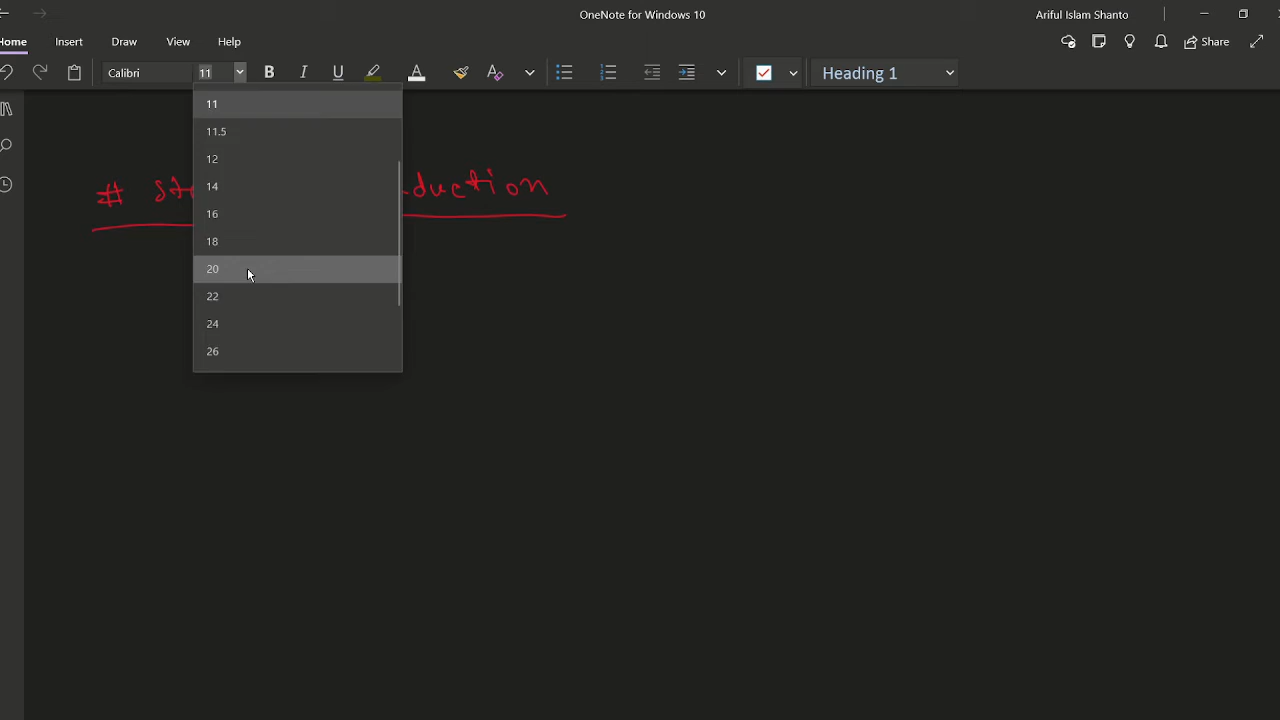 OneNote for Windows 10
Ariful Islam Shanto
Home Insert Draw View Help
Share
Calibri 11 B I U A A Heading 1
11
11.5
12
14
16
18
20
22
24
26
# st duction